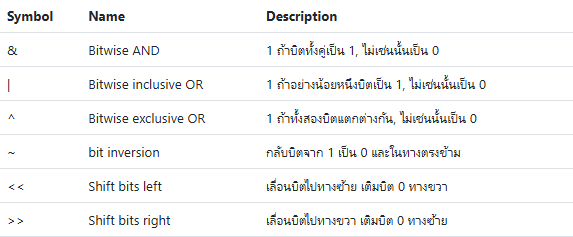 Symbol Name Description
& Bitwise AND 1 ถ้าบิตทั้งคู่เป็น 1, ไม่เช่นนั้นเป็น 0
| Bitwise inclusive OR 1 ถ้าอย่างน้อยหนึ่งบิตเป็น 1, ไม่เช่นนั้นเป็น 0
^ Bitwise exclusive OR 1 ถ้าทั้งสองบิตแตกต่างกัน, ไม่เช่นนั้นเป็น 0
~ bit inversion กลับบิตจาก 1 เป็น 0 และในทางตรงข้าม
<< Shift bits left เลื่อนบิตไปทางซ้าย เติมบิต 0 ทางขวา
>> Shift bits right เลื่อนบิตไปทางขวา เติมบิต 0 ทางซ้าย